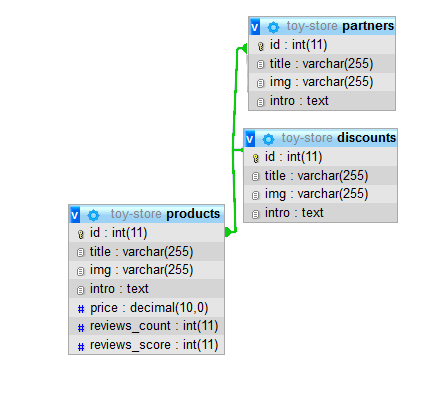 v toy-store partners
id : int(11)
title : varchar(255)
img : varchar(255)
intro : text
v toy-store discounts
id : int(11)
title : varchar(255)
img : varchar(255)
intro : text
v toy-store products
id : int(11)
title : varchar(255)
img : varchar(255)
intro : text
# price : decimal(10,0)
# reviews_count : int(11)
# reviews_score : int(11)